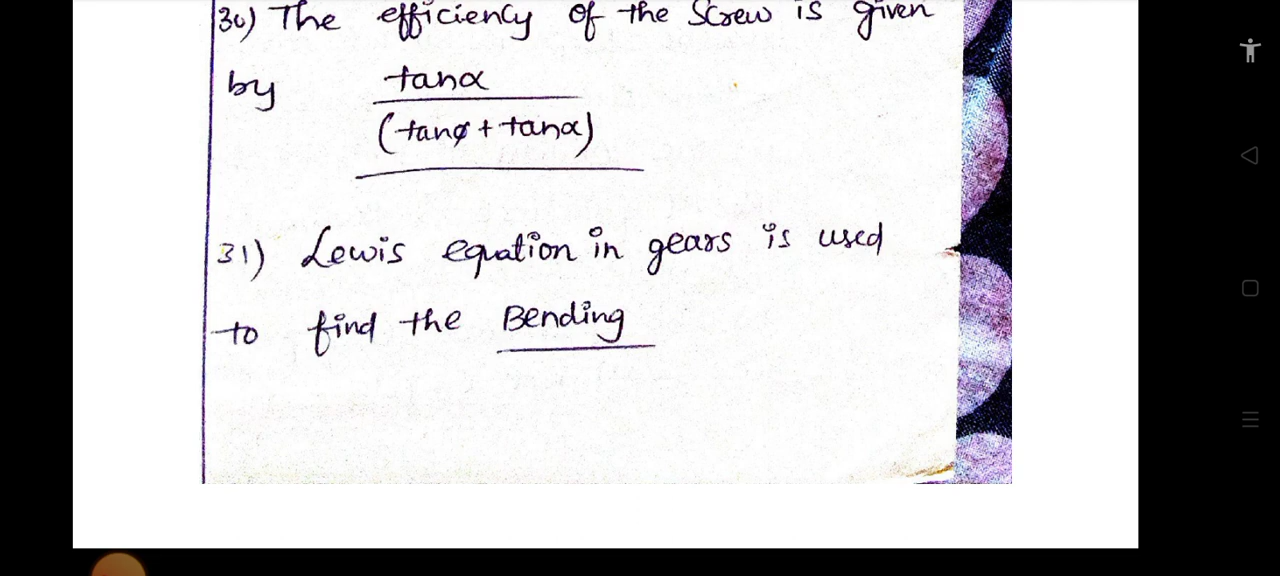 30) The efficiency of the screw is given
by tanα
(tanφ + tanα)
31) Lewis equation in gears is used
to find the Bending